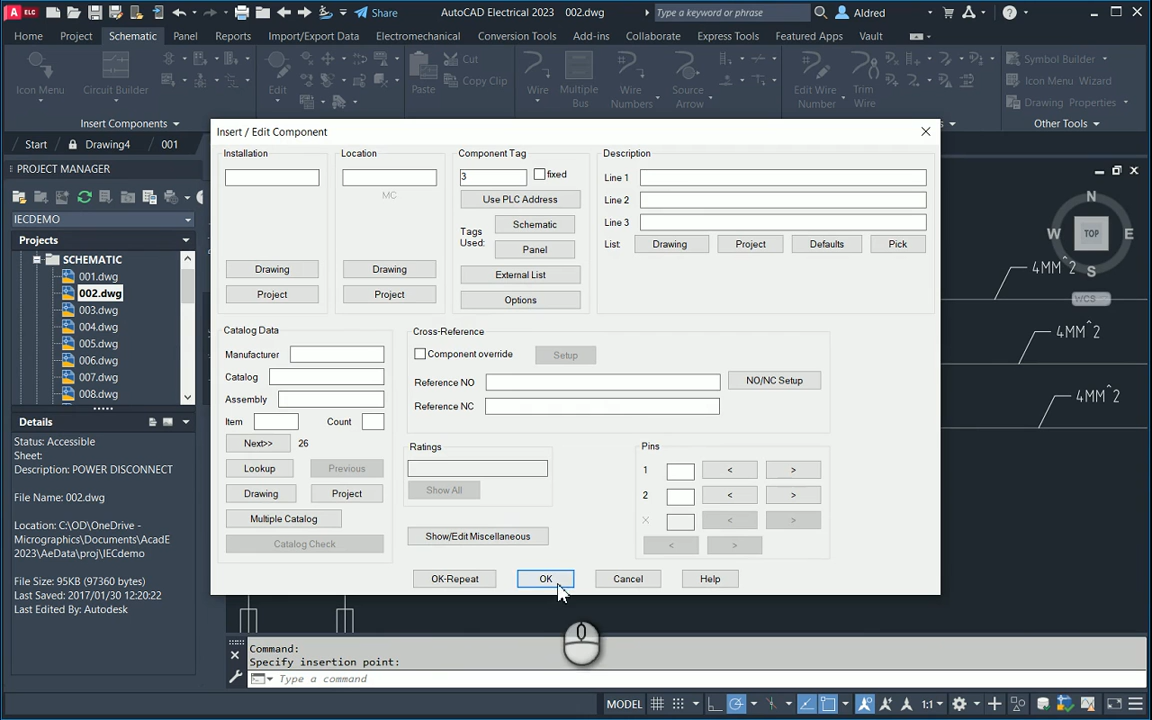 A ELC Share AutoCAD Electrical 2023 002.dwg Type a keyword or phrase Aldred
Home Project Schematic Panel Reports Import/Export Data Electromechanical Conversion Tools Add-ins Collaborate Express Tools Featured Apps Vault
Icon Menu Circuit Builder Edit Paste Cut Copy Clip Wire Multiple Bus Wire Numbers Source Arrow Edit Wire Number Trim Wire Symbol Builder Icon Menu Wizard Drawing Properties
Insert Components Other Tools
Start Drawing4 001
PROJECT MANAGER
IECDEMO
Projects
SCHEMATIC
001.dwg
002.dwg
003.dwg
004.dwg
005.dwg
006.dwg
007.dwg
008.dwg
Details
Status: Accessible
Sheet:
Description: POWER DISCONNECT
File Name: 002.dwg
Location: C:\OD\OneDrive -
Micrographics\Documents\AcadE
2023\AeData\proj\IECdemo
File Size: 95KB (97360 bytes)
Last Saved: 2017/01/30 12:20:22
Last Edited By: Autodesk
Insert / Edit Component
Installation
Drawing
Project
Location
MC
Drawing
Project
Component Tag
3 fixed
Use PLC Address
Tags Used: Schematic
Panel
External List
Options
Description
Line 1
Line 2
Line 3
List Drawing Project Defaults Pick
Catalog Data
Manufacturer
Catalog
Assembly
Item Count
Next>> 26
Lookup Previous
Drawing Project
Multiple Catalog
Catalog Check
Cross-Reference
Component override Setup
Reference NO NO/NC Setup
Reference NC
Ratings
Show All
Show/Edit Miscellaneous
Pins
1 < >
2 < >
X < >
< >
OK-Repeat OK Cancel Help
N
W TOP E
S
WCS
4MM^2
4MM^2
4MM^2
Command:
Specify insertion point:
Type a command
MODEL 1:1
0